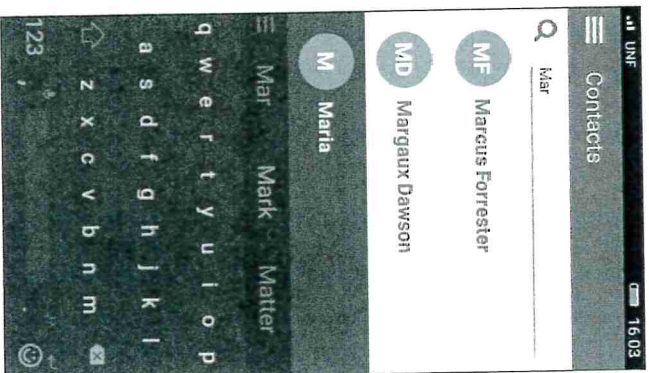 UNF 16:03
Contacts
Mar
MF Marcus Forrester
MD Margaux Dawson
M Maria
Mar Mark Matter
q w e r t y u i o p
a s d f g h j k l
z x c v b n m
123 , .